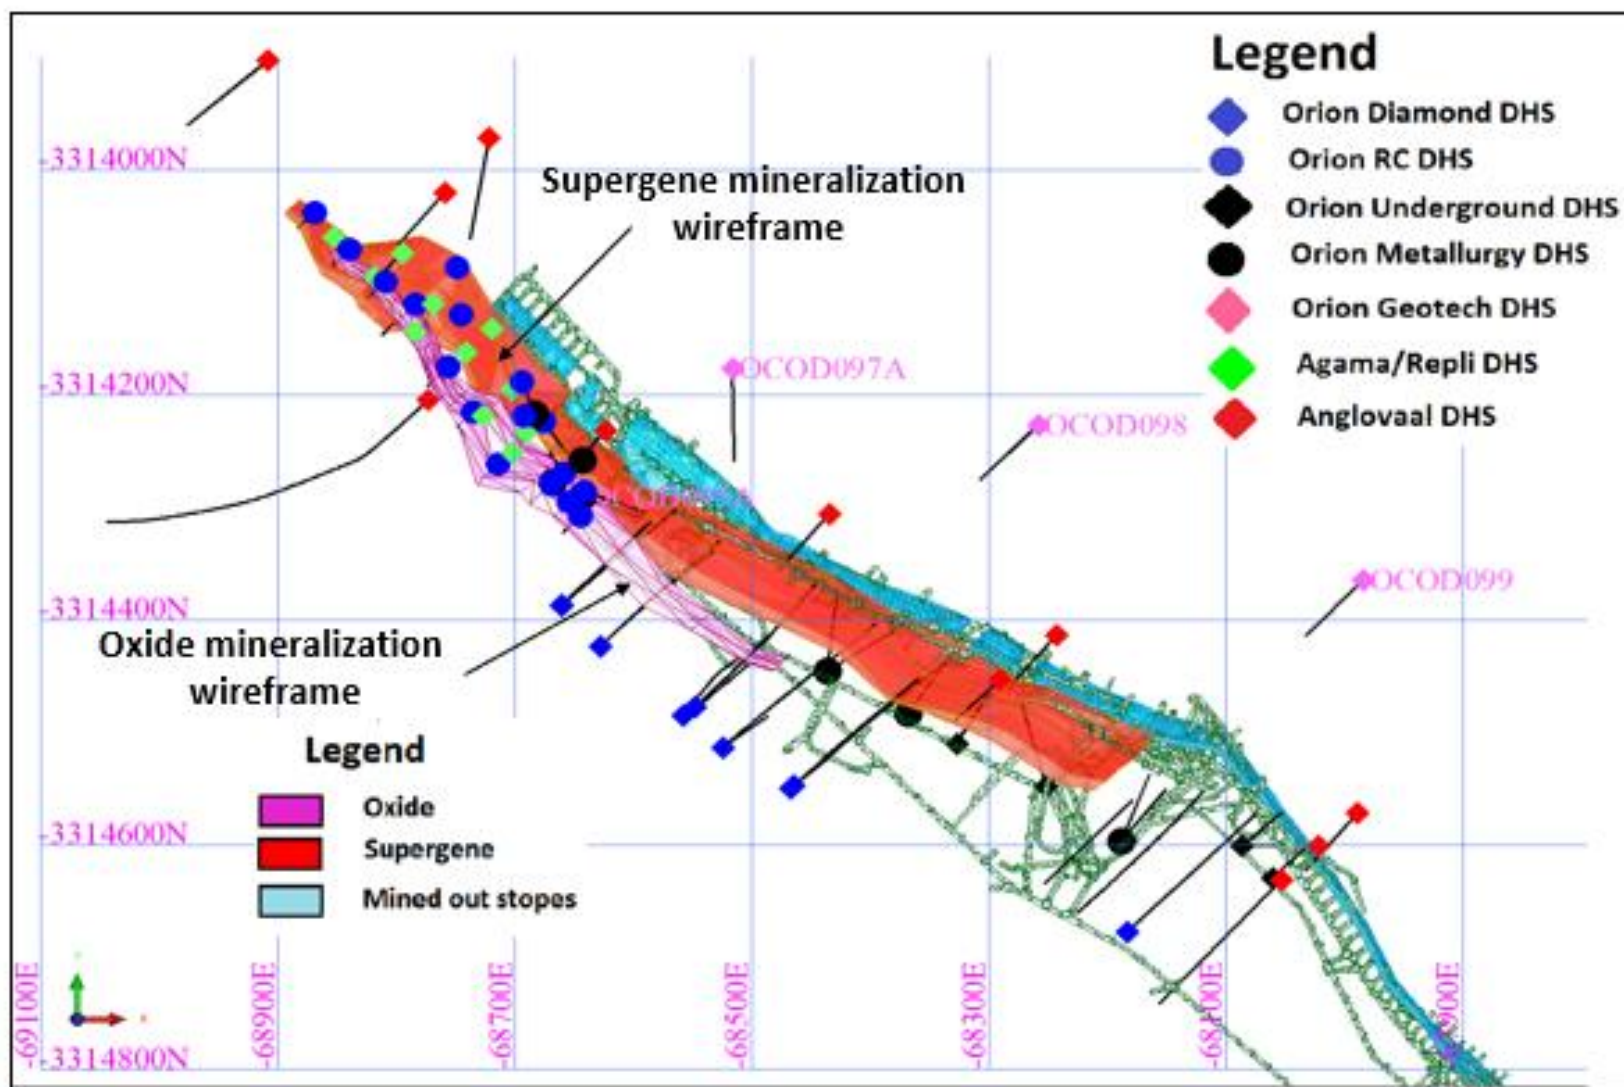 Legend
Orion Diamond DHS
Orion RC DHS
Orion Underground DHS
Orion Metallurgy DHS
Orion Geotech DHS
Agama/Repli DHS
Anglovaal DHS
-3314000N
Supergene mineralization
wireframe
OCOD097A
-3314200N
OCOD098
OCOD099
-3314400N
Oxide mineralization
wireframe
Legend
Oxide
Supergene
Mined out stopes
-3314600N
-69100E
-68900E
-68700E
-68500E
-68300E
-3314800N